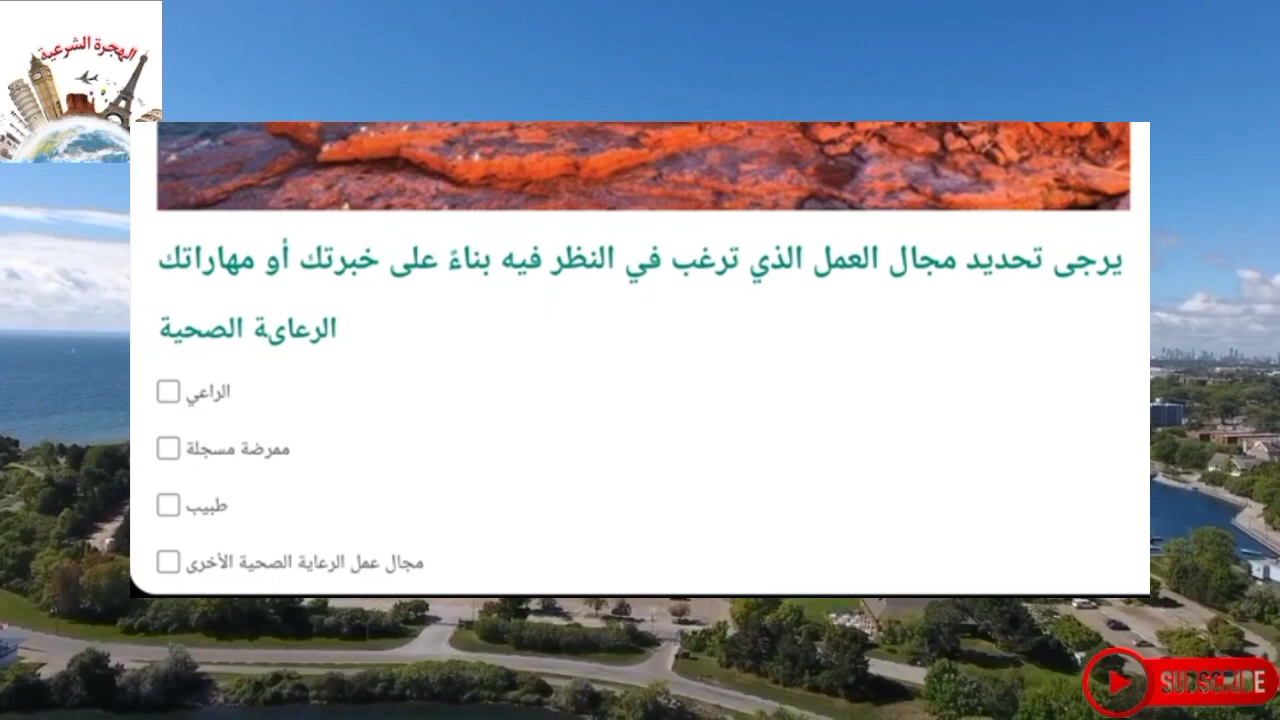 الهجرة الشرعية
يرجى تحديد مجال العمل الذي ترغب في النظر فيه بناءً على خبرتك أو مهاراتك
الرعاية الصحية
الراعي
ممرضة مسجلة
طبيب
مجال عمل الرعاية الصحية الأخرى
SUBSCRIBE